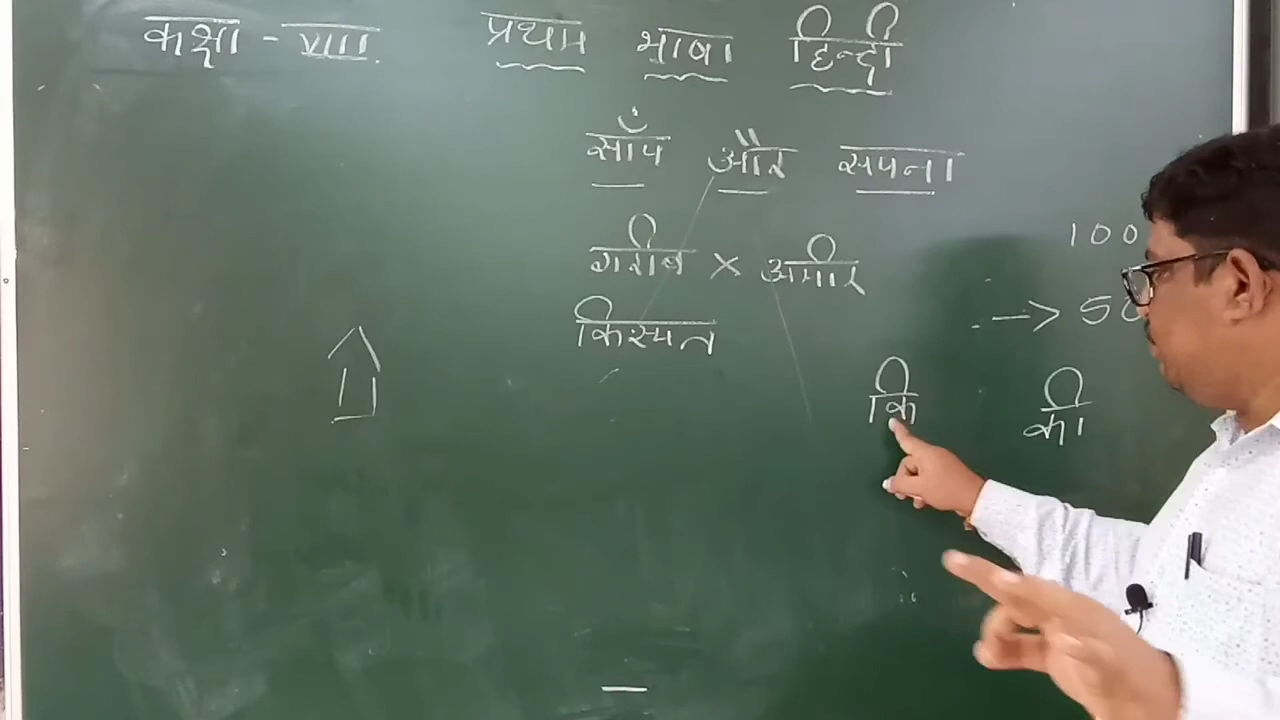 कक्षा - VIII. प्रथम भाषा हिन्दी
साँप और सपना
गरीब × अमीर
किस्मत
कि की
100
→ 50